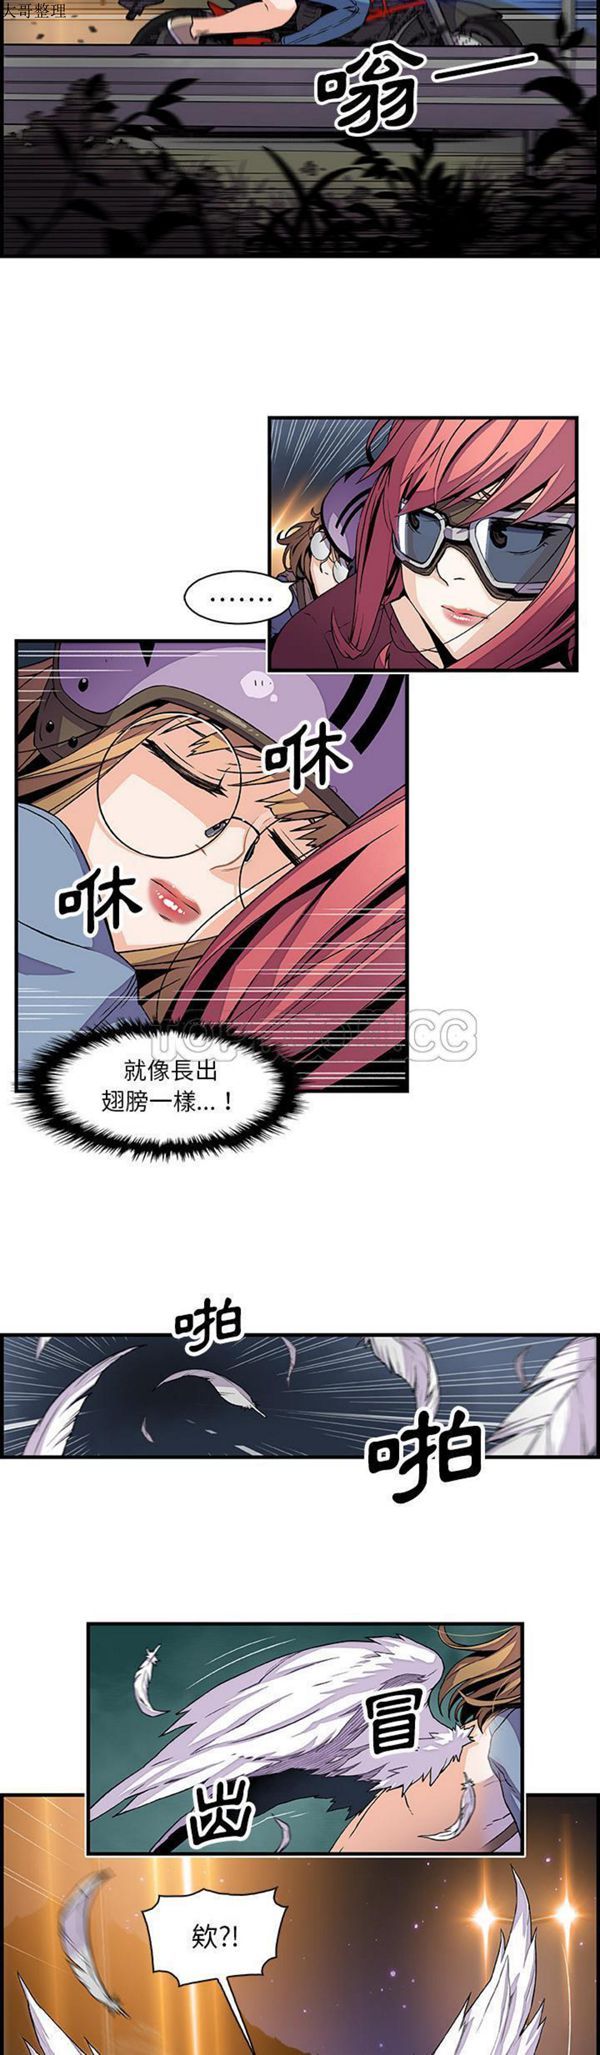 大哥整理
嗡—
.......
咻
咻
就像長出
翅膀一樣...！
啪
啪
冒
出
欸?!